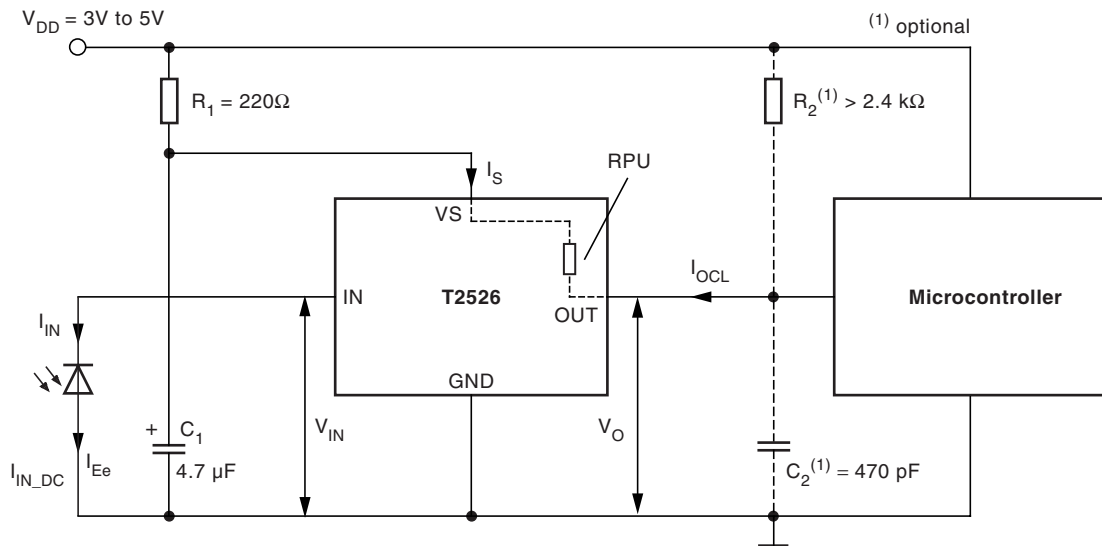 V_DD = 3V to 5V
(1) optional
R_1 = 220Ω
R_2^(1) > 2.4 kΩ
RPU
I_S
VS
I_OCL
IN
T2526
Microcontroller
I_IN
OUT
GND
+ C_1
V_IN
V_O
4.7 µF
I_Ee
I_IN_DC
C_2^(1) = 470 pF